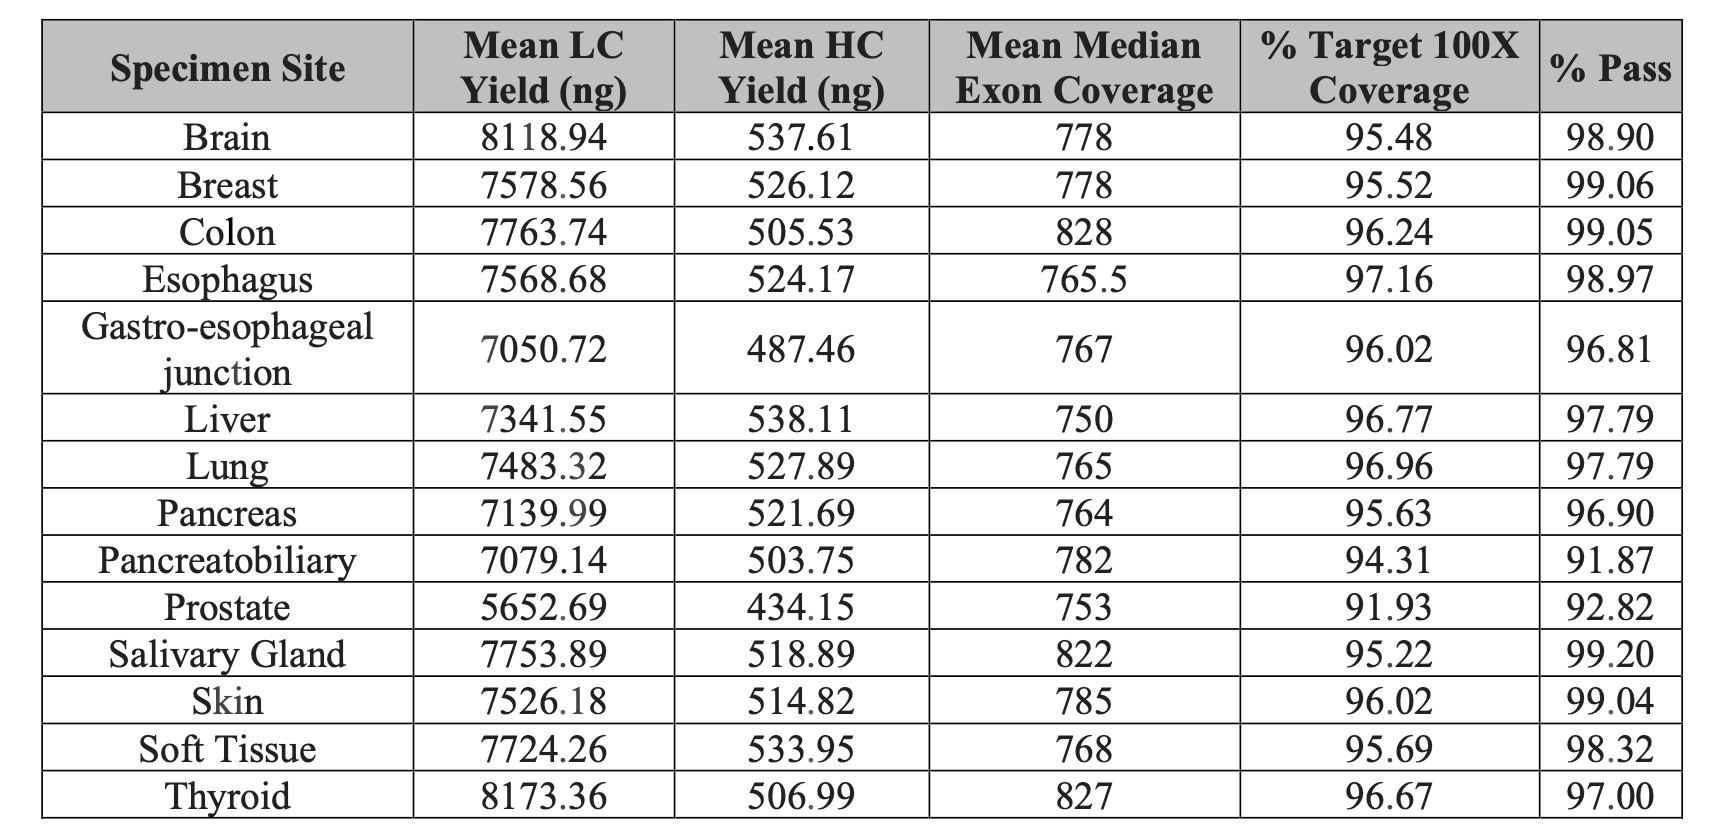 Specimen Site Mean LC Yield (ng) Mean HC Yield (ng) Mean Median Exon Coverage % Target 100X Coverage % Pass
Brain 8118.94 537.61 778 95.48 98.90
Breast 7578.56 526.12 778 95.52 99.06
Colon 7763.74 505.53 828 96.24 99.05
Esophagus 7568.68 524.17 765.5 97.16 98.97
Gastro-esophageal junction 7050.72 487.46 767 96.02 96.81
Liver 7341.55 538.11 750 96.77 97.79
Lung 7483.32 527.89 765 96.96 97.79
Pancreas 7139.99 521.69 764 95.63 96.90
Pancreatobiliary 7079.14 503.75 782 94.31 91.87
Prostate 5652.69 434.15 753 91.93 92.82
Salivary Gland 7753.89 518.89 822 95.22 99.20
Skin 7526.18 514.82 785 96.02 99.04
Soft Tissue 7724.26 533.95 768 95.69 98.32
Thyroid 8173.36 506.99 827 96.67 97.00